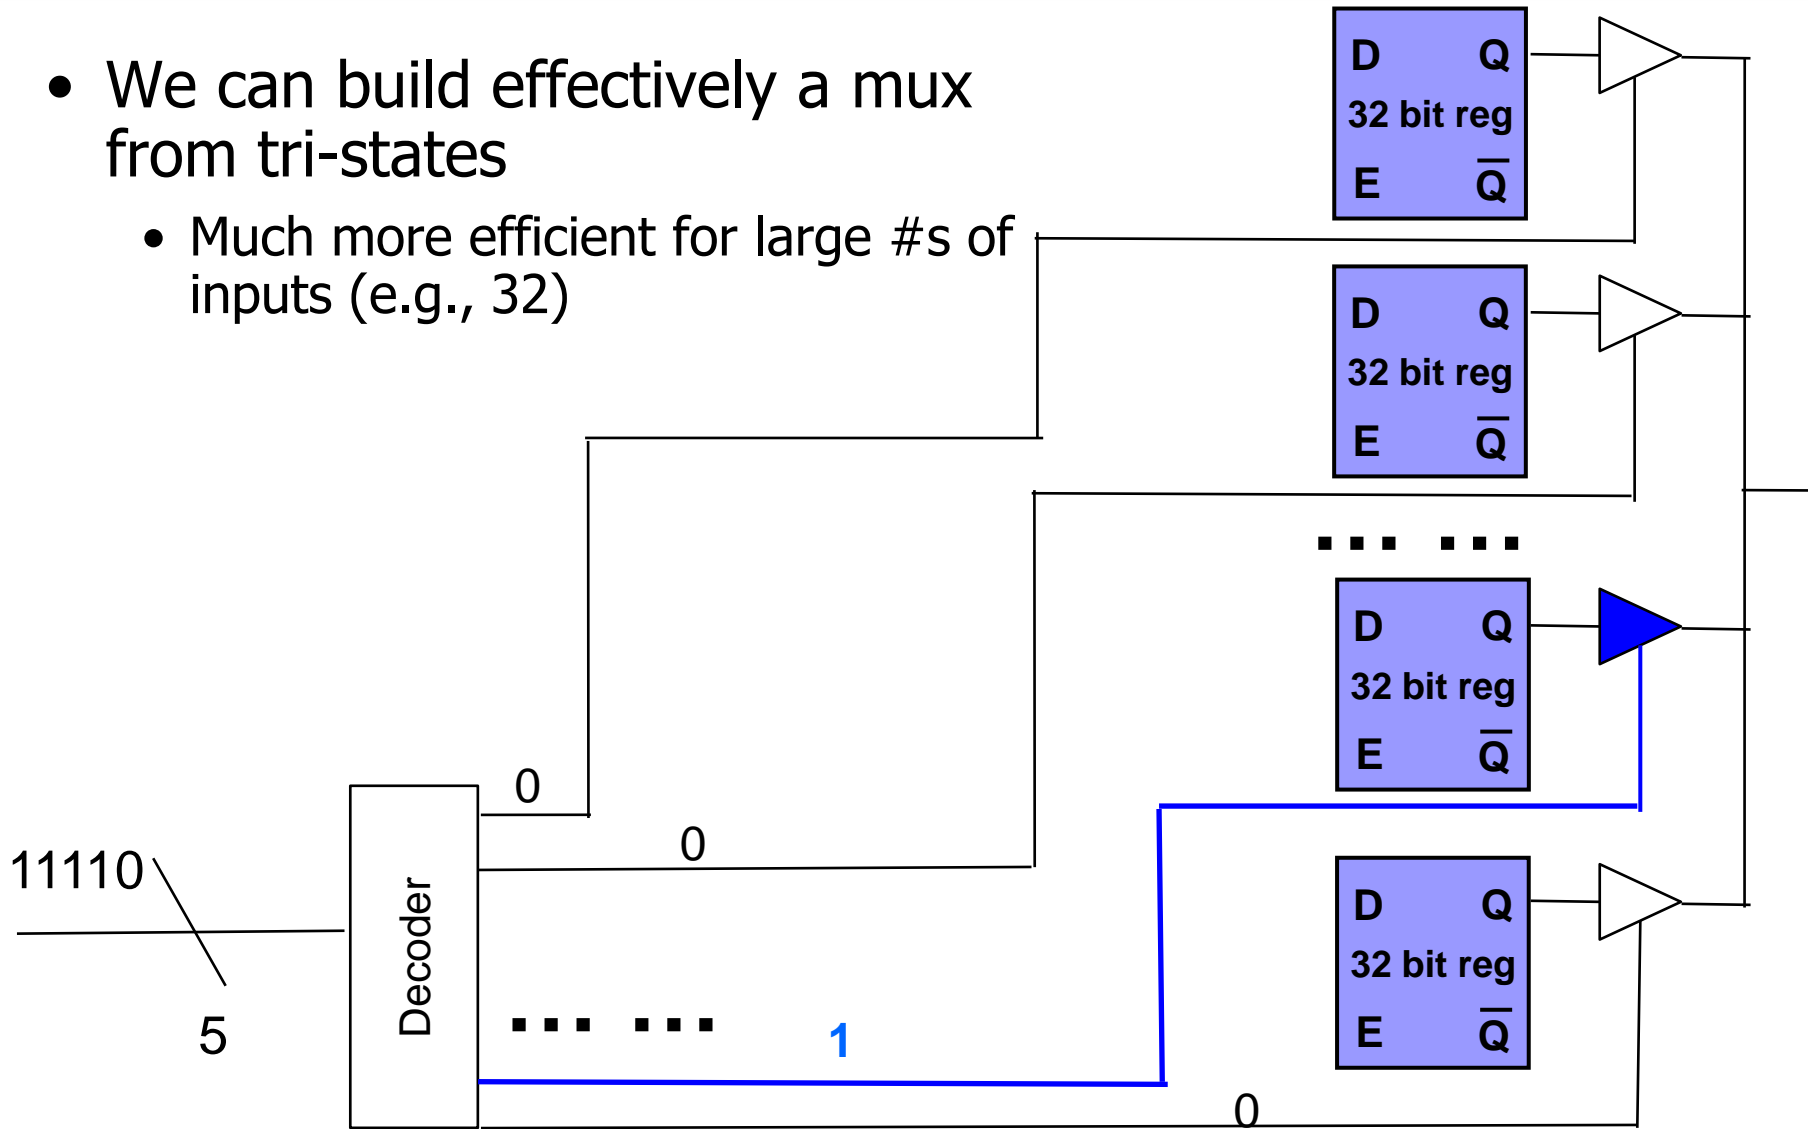 • We can build effectively a mux
from tri-states
• Much more efficient for large #s of
inputs (e.g., 32)
D Q
32 bit reg
E Q̅
D Q
32 bit reg
E Q̅
... ...
D Q
32 bit reg
E Q̅
D Q
32 bit reg
E Q̅
0
0
11110
5
Decoder
... ...
1
0